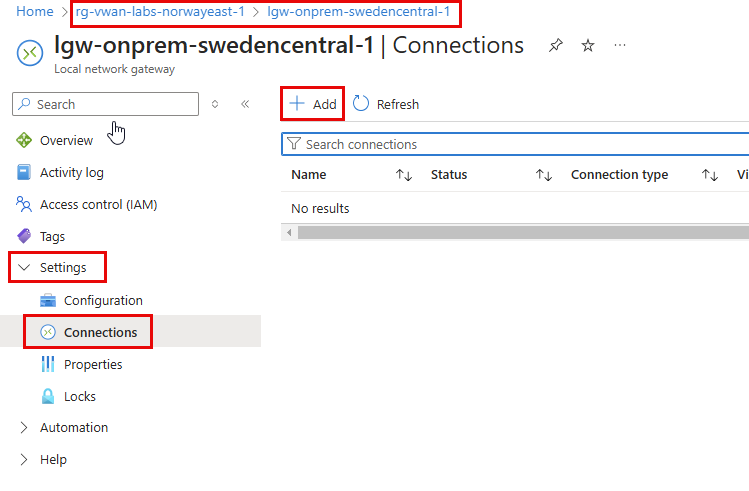 Home > rg-vwan-labs-norwayeast-1 > lgw-onprem-swedencentral-1
lgw-onprem-swedencentral-1 | Connections
Local network gateway
Search
Add Refresh
Overview
Search connections
Activity log
Name Status Connection type Vi
Access control (IAM)
No results
Tags
Settings
Configuration
Connections
Properties
Locks
Automation
Help